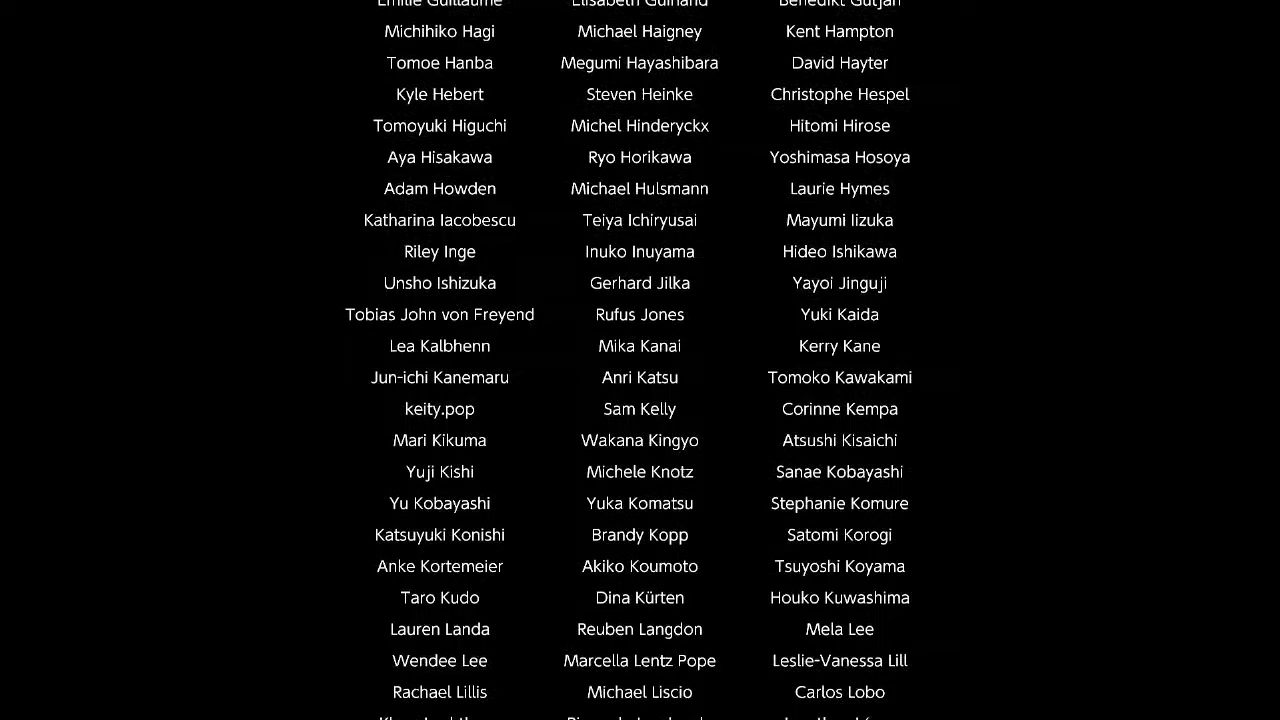 Emilie Guillaume Elisabeth Guinand Benedikt Gutjan
Michihiko Hagi Michael Haigney Kent Hampton
Tomoe Hanba Megumi Hayashibara David Hayter
Kyle Hebert Steven Heinke Christophe Hespel
Tomoyuki Higuchi Michel Hinderyckx Hitomi Hirose
Aya Hisakawa Ryo Horikawa Yoshimasa Hosoya
Adam Howden Michael Hulsmann Laurie Hymes
Katharina Iacobescu Teiya Ichiryusai Mayumi Iizuka
Riley Inge Inuko Inuyama Hideo Ishikawa
Unsho Ishizuka Gerhard Jilka Yayoi Jinguji
Tobias John von Freyend Rufus Jones Yuki Kaida
Lea Kalbhenn Mika Kanai Kerry Kane
Jun-ichi Kanemaru Anri Katsu Tomoko Kawakami
keity.pop Sam Kelly Corinne Kempa
Mari Kikuma Wakana Kingyo Atsushi Kisaichi
Yuji Kishi Michele Knotz Sanae Kobayashi
Yu Kobayashi Yuka Komatsu Stephanie Komure
Katsuyuki Konishi Brandy Kopp Satomi Korogi
Anke Kortemeier Akiko Koumoto Tsuyoshi Koyama
Taro Kudo Dina Kürten Houko Kuwashima
Lauren Landa Reuben Langdon Mela Lee
Wendee Lee Marcella Lentz Pope Leslie-Vanessa Lill
Rachael Lillis Michael Liscio Carlos Lobo